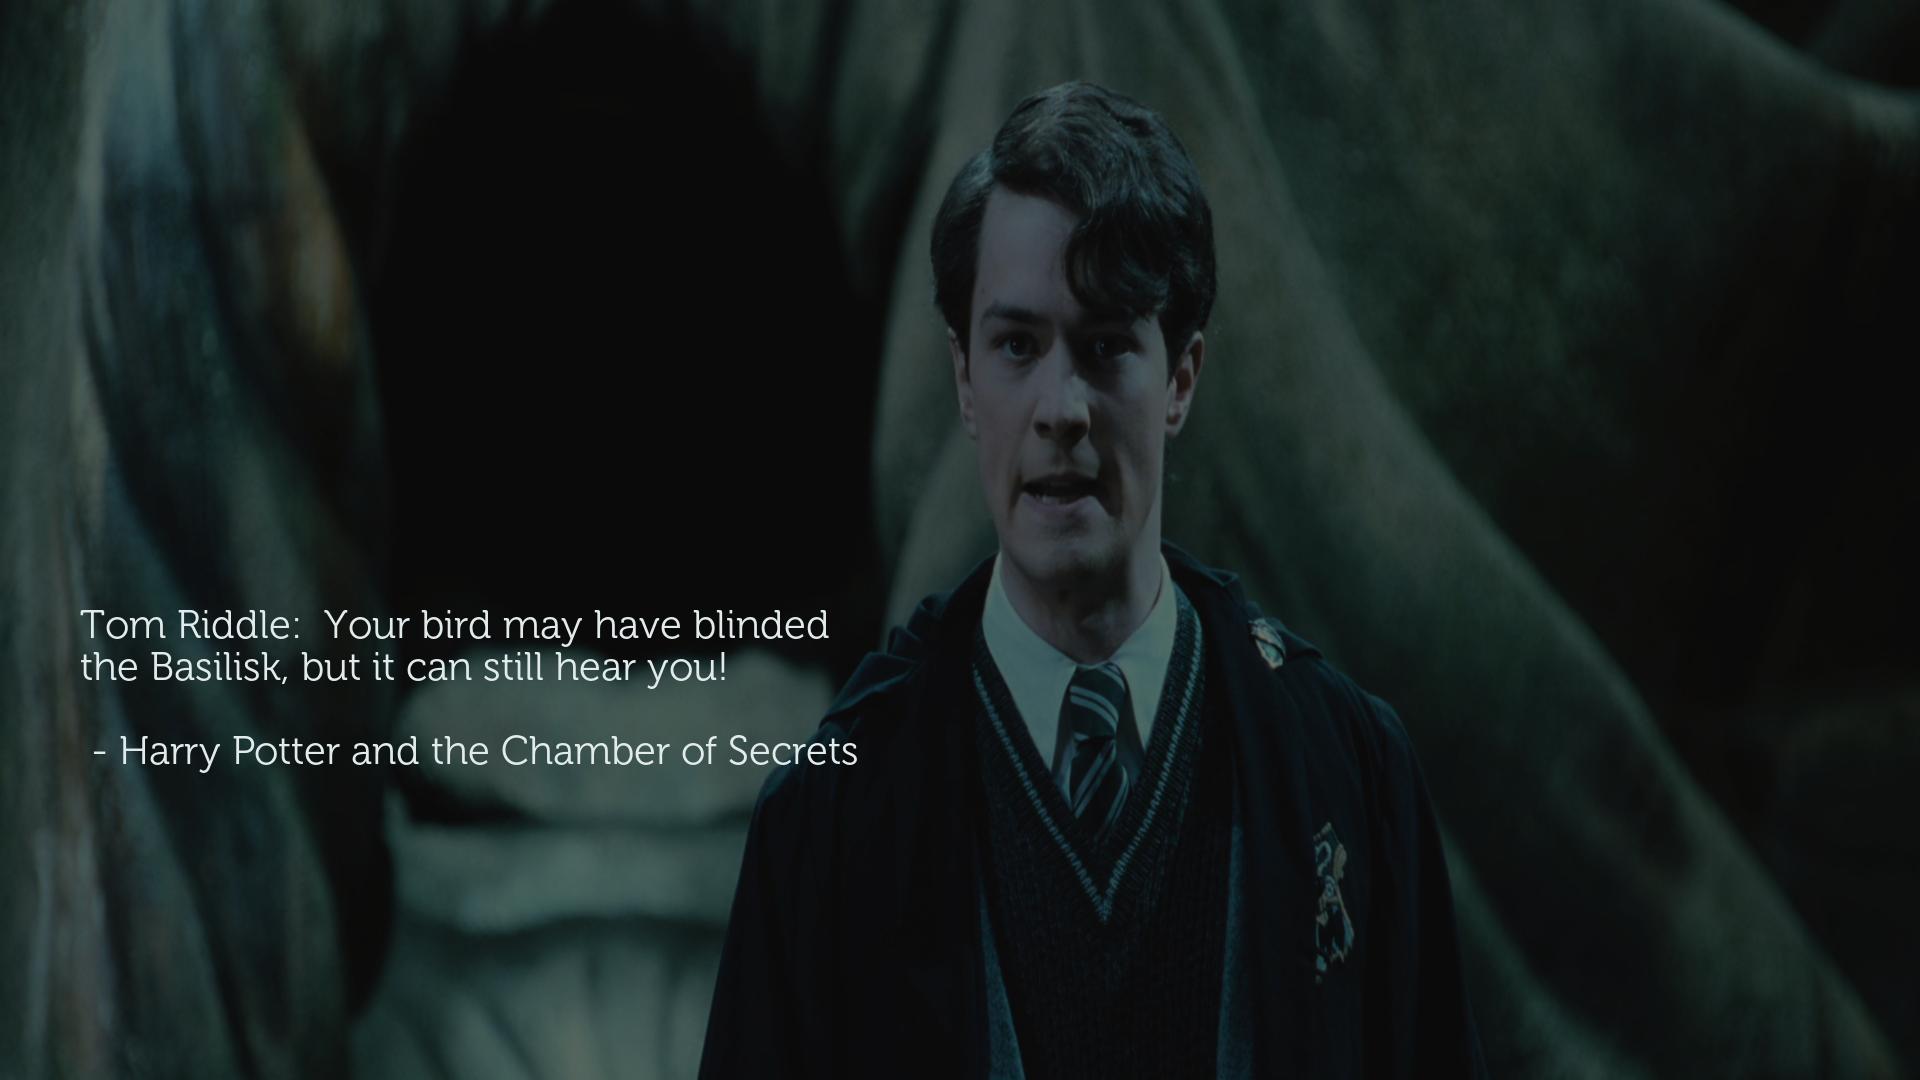 Tom Riddle:  Your bird may have blinded
the Basilisk, but it can still hear you!
- Harry Potter and the Chamber of Secrets